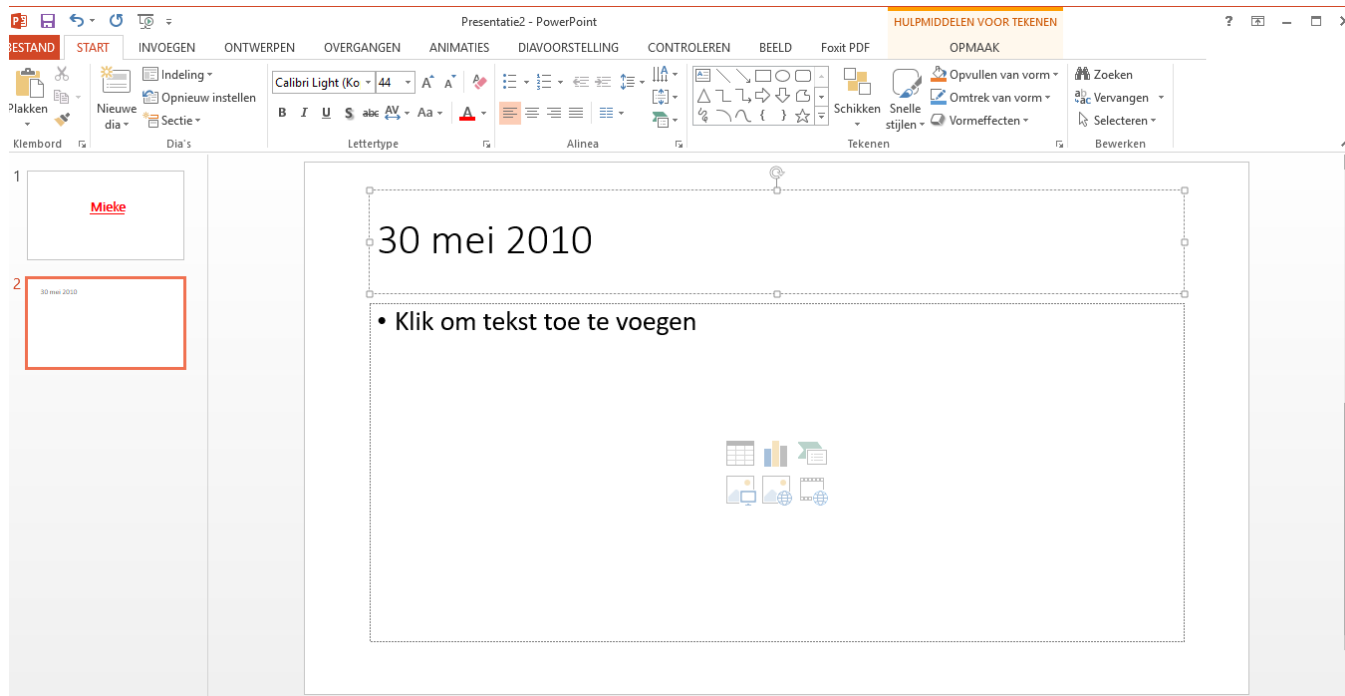 Presentatie2 - PowerPoint
HULPMIDDELEN VOOR TEKENEN
?
BESTAND START INVOEGEN ONTWERPEN OVERGANGEN ANIMATIES DIAVOORSTELLING CONTROLEREN BEELD Foxit PDF OPMAAK
Plakken
Klembord
Nieuwe
dia
Indeling
Opnieuw instellen
Sectie
Dia's
Calibri Light (Ko 44
B I U S abc AV Aa A
Lettertype
Alinea
Schikken
Snelle
stijlen
Opvullen van vorm
Omtrek van vorm
Vormeffecten
Tekenen
Zoeken
Vervangen
Selecteren
Bewerken
1
Mieke
2
30 mei 2010
30 mei 2010
• Klik om tekst toe te voegen